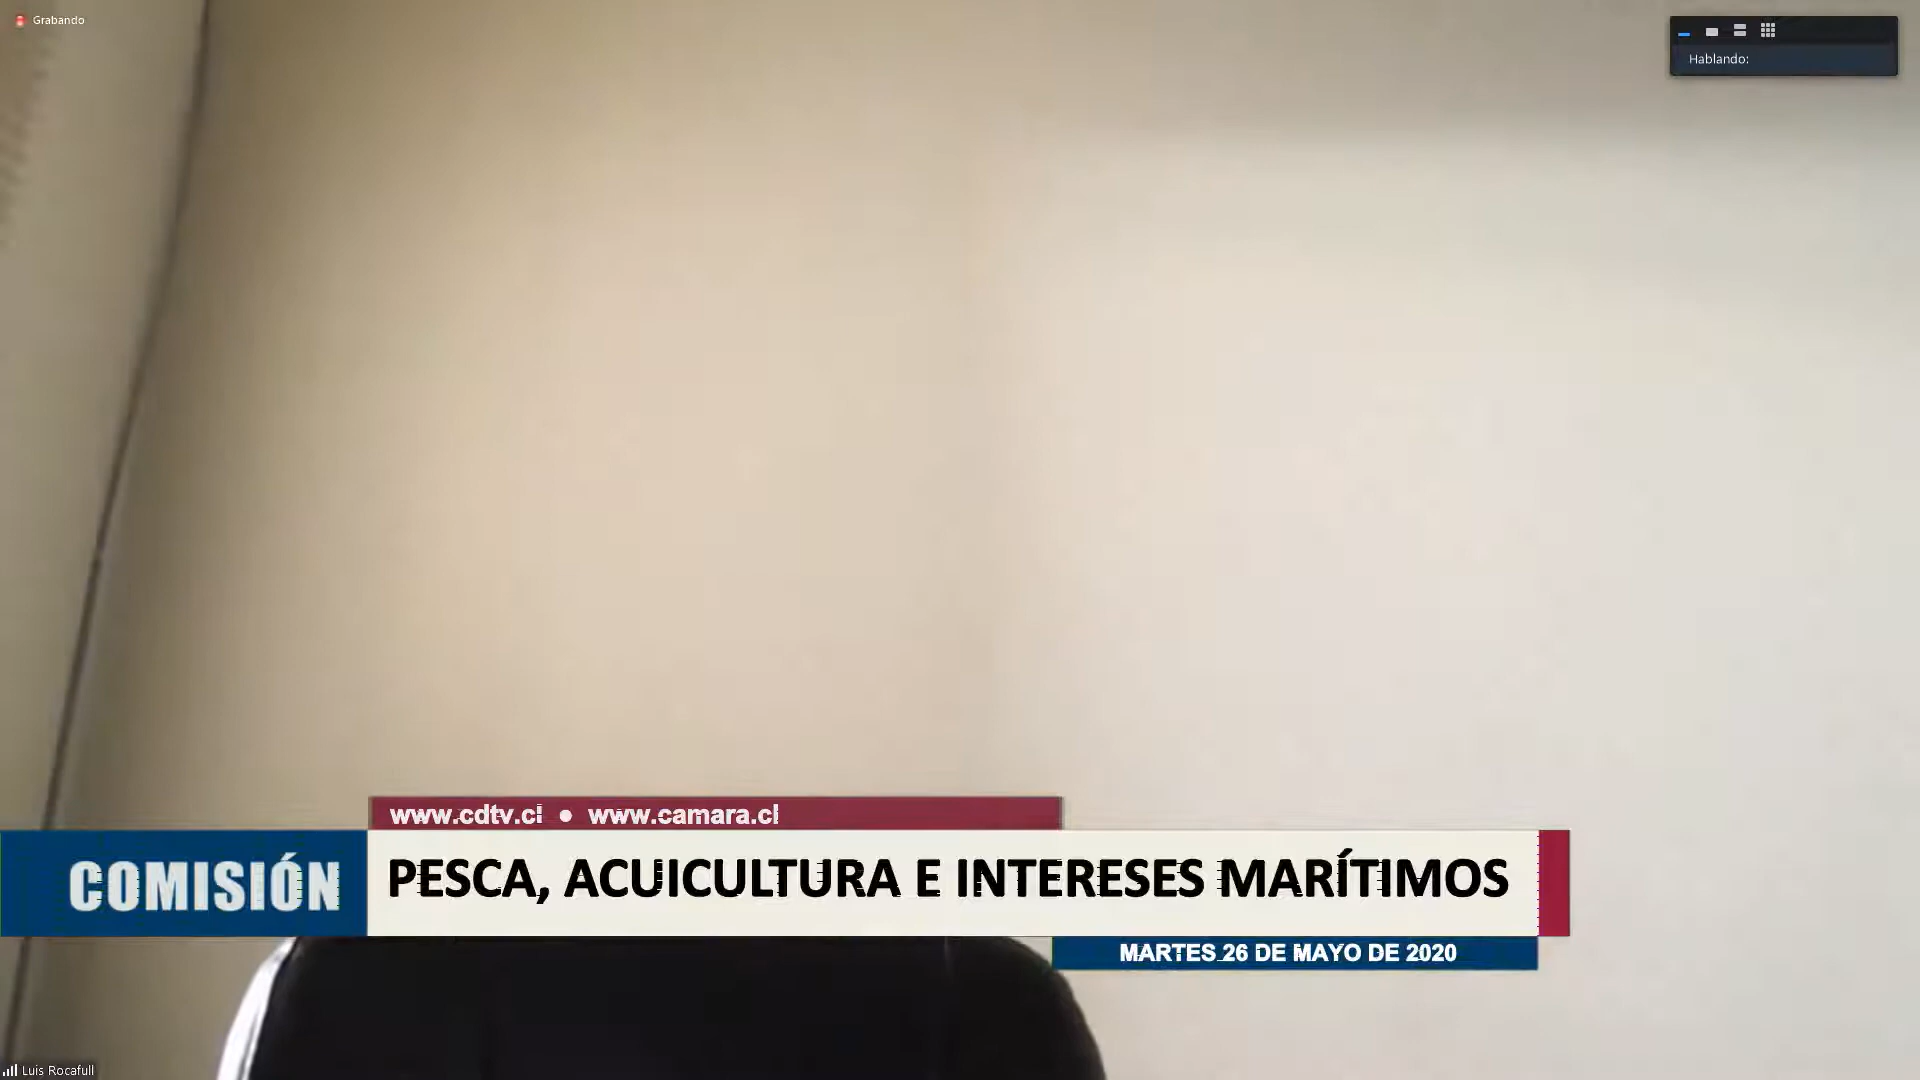 Grabando
Hablando:
www.cdtv.cl • www.camara.cl
COMISIÓN
PESCA, ACUICULTURA E INTERESES MARÍTIMOS
MARTES 26 DE MAYO DE 2020
Luis Rocafull